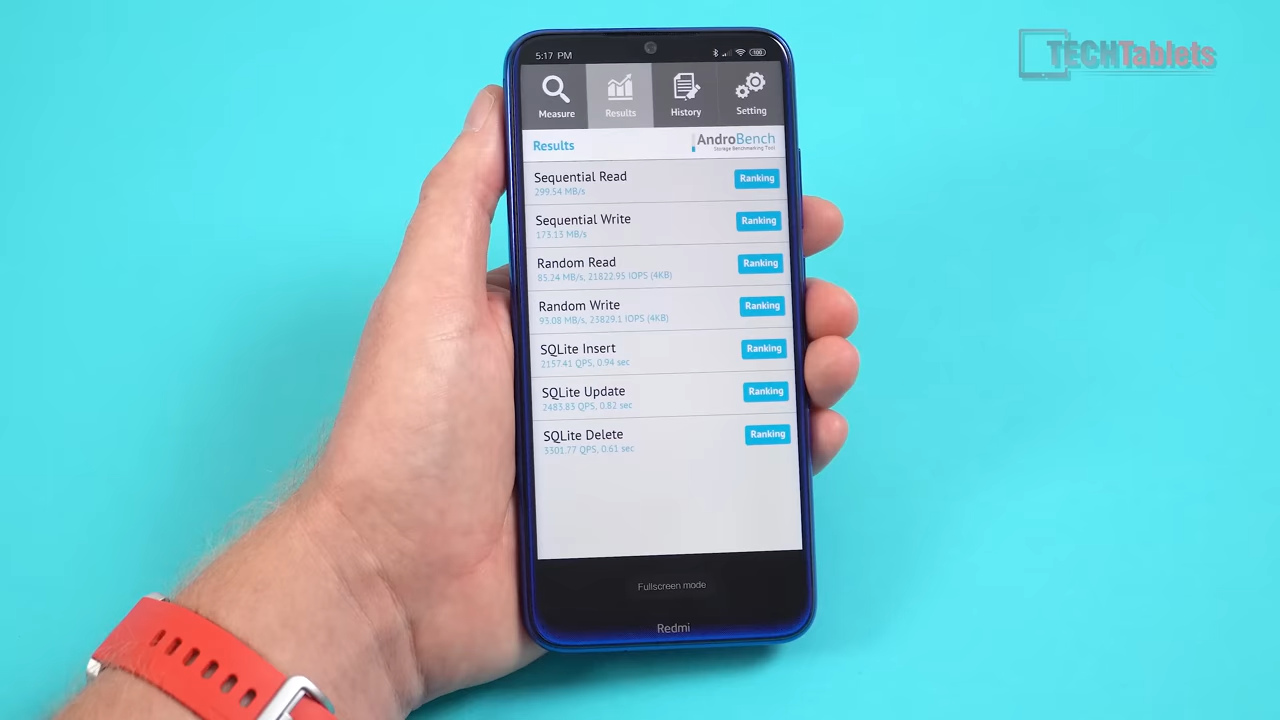 TECHTablets
5:17 PM
100
Measure
Results
History
Setting
Results
AndroBench
Storage Benchmarking Tool
Sequential Read
299.54 MB/s
Ranking
Sequential Write
173.13 MB/s
Ranking
Random Read
85.24 MB/s, 21822.95 IOPS (4KB)
Ranking
Random Write
93.08 MB/s, 23829.1 IOPS (4KB)
Ranking
SQLite Insert
2157.41 QPS, 0.94 sec
Ranking
SQLite Update
2483.83 QPS, 0.82 sec
Ranking
SQLite Delete
3301.77 QPS, 0.61 sec
Ranking
Fullscreen mode
Redmi